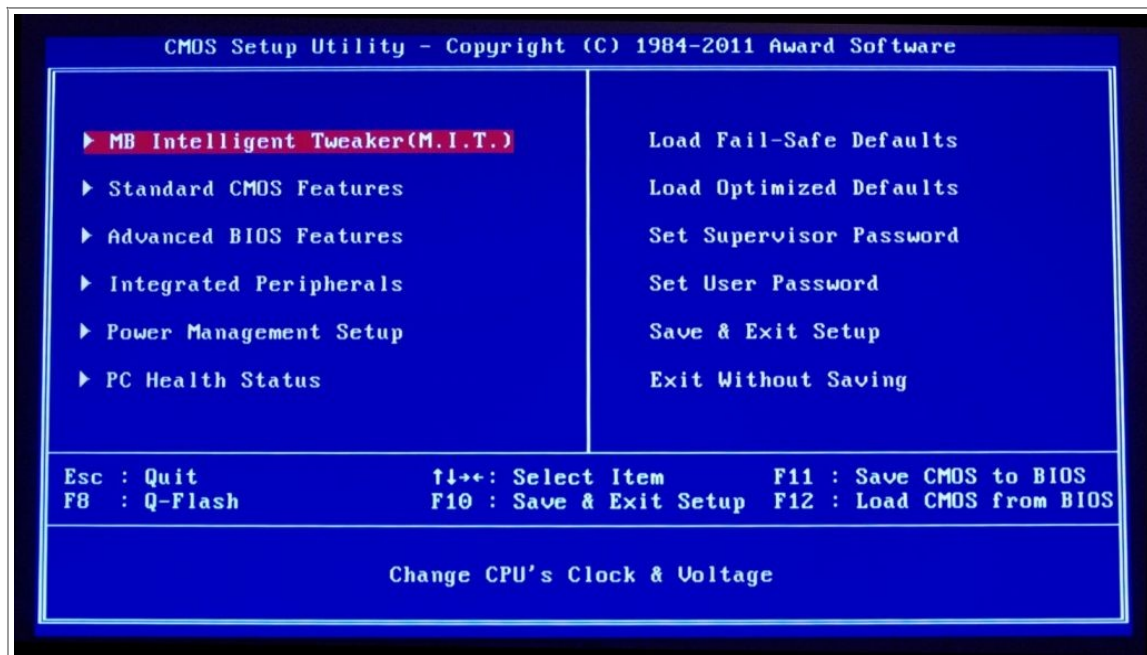 CMOS Setup Utility - Copyright (C) 1984-2011 Award Software
▶ MB Intelligent Tweaker(M.I.T.)
▶ Standard CMOS Features
▶ Advanced BIOS Features
▶ Integrated Peripherals
▶ Power Management Setup
▶ PC Health Status
Load Fail-Safe Defaults
Load Optimized Defaults
Set Supervisor Password
Set User Password
Save & Exit Setup
Exit Without Saving
Esc : Quit ↑↓→←: Select Item F11 : Save CMOS to BIOS
F8 : Q-Flash F10 : Save & Exit Setup F12 : Load CMOS from BIOS
Change CPU's Clock & Voltage